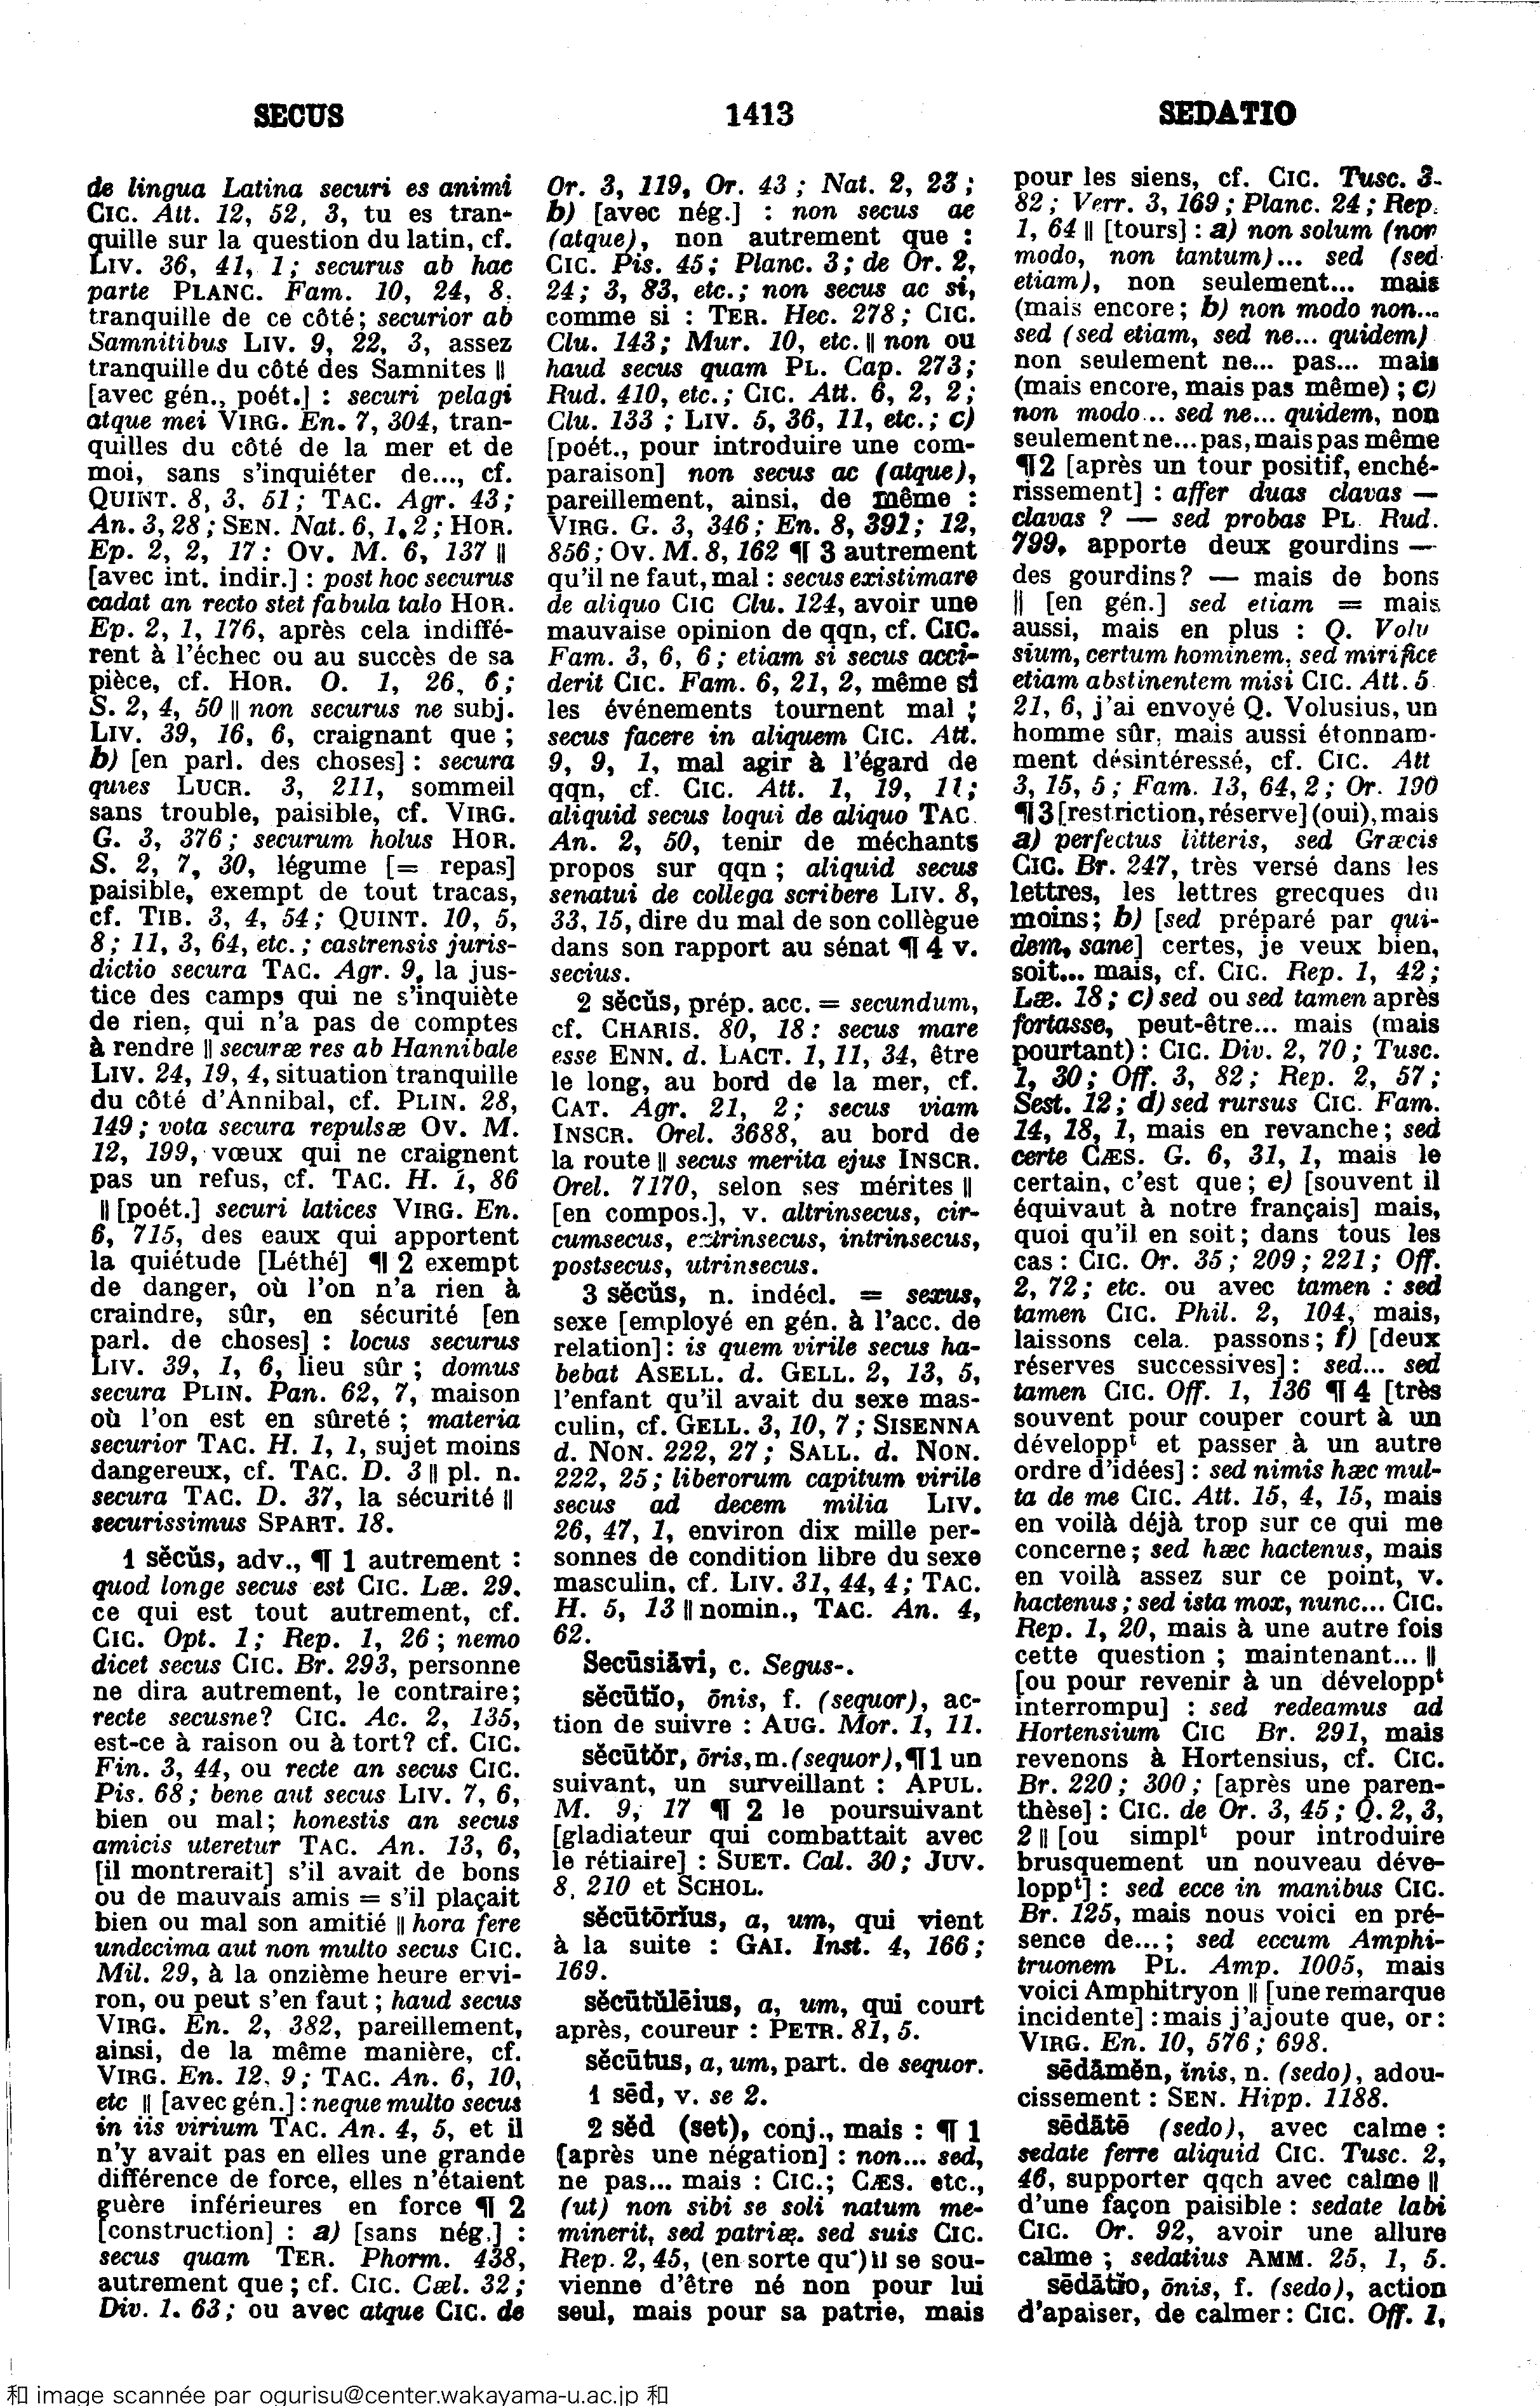 SECUS
1413
SEDATIO
de lingua Latina securi es animi
CIC. Att. 12, 52, 3, tu es tran-
quille sur la question du latin, cf.
LIV. 36, 41, 1; securus ab hac
parte PLANC. Fam. 10, 24, 8,
tranquille de ce côté; securior ab
Samnitibus LIV. 9, 22, 3, assez
tranquille du côté des Samnites ||
[avec gén., poét.] : securi pelagi
atque mei VIRG. En. 7, 304, tran-
quilles du côté de la mer et de
moi, sans s'inquiéter de..., cf.
QUINT. 8, 3, 51; TAC. Agr. 43;
An. 3, 28; SEN. Nat. 6, 1, 2; HOR.
Ep. 2, 2, 17: OV. M. 6, 137 ||
[avec int. indir.] : post hoc securus
cadat an recto stet fabula talo HOR.
Ep. 2, 1, 176, après cela indiffé-
rent à l'échec ou au succès de sa
pièce, cf. HOR. O. 1, 26, 6;
S. 2, 4, 50 || non securus ne subj.
LIV. 39, 16, 6, craignant que ;
b) [en parl. des choses] : secura
quies LUCR. 3, 211, sommeil
sans trouble, paisible, cf. VIRG.
G. 3, 376; securum holus HOR.
S. 2, 7, 30, légume [= repas]
paisible, exempt de tout tracas,
cf. TIB. 3, 4, 54; QUINT. 10, 5,
8; 11, 3, 64, etc.; castrensis juris-
dictio secura TAC. Agr. 9, la jus-
tice des camps qui ne s'inquiète
de rien, qui n'a pas de comptes
à rendre || securæ res ab Hannibale
LIV. 24, 19, 4, situation tranquille
du côté d'Annibal, cf. PLIN. 28,
149; vota secura repulsæ OV. M.
12, 199, vœux qui ne craignent
pas un refus, cf. TAC. H. 1, 86
|| [poét.] securi latices VIRG. En.
6, 715, des eaux qui apportent
la quiétude [Léthé] ¶ 2 exempt
de danger, où l'on n'a rien à
craindre, sûr, en sécurité [en
parl. de choses] : locus securus
LIV. 39, 1, 6, lieu sûr ; domus
secura PLIN. Pan. 62, 7, maison
où l'on est en sûreté ; materia
securior TAC. H. 1, 1, sujet moins
dangereux, cf. TAC. D. 3 || pl. n.
secura TAC. D. 37, la sécurité ||
securissimus SPART. 18.
1 sĕcŭs, adv., ¶ 1 autrement :
quod longe secus est CIC. Læ. 29,
ce qui est tout autrement, cf.
CIC. Opt. 1; Rep. 1, 26; nemo
dicet secus CIC. Br. 293, personne
ne dira autrement, le contraire;
recte secusne? CIC. Ac. 2, 135,
est-ce à raison ou à tort? cf. CIC.
Fin. 3, 44, ou recte an secus CIC.
Pis. 68; bene aut secus LIV. 7, 6,
bien ou mal; honestis an secus
amicis uteretur TAC. An. 13, 6,
[il montrerait] s'il avait de bons
ou de mauvais amis = s'il plaçait
bien ou mal son amitié || hora fere
undecima aut non multo secus CIC.
Mil. 29, à la onzième heure ervi-
ron, ou peut s'en faut ; haud secus
VIRG. En. 2, 382, pareillement,
ainsi, de la même manière, cf.
VIRG. En. 12, 9; TAC. An. 6, 10,
etc || [avec gén.] : neque multo secus
in iis virium TAC. An. 4, 5, et il
n'y avait pas en elles une grande
différence de force, elles n'étaient
guère inférieures en force ¶ 2
[construction] : a) [sans nég.] :
secus quam TER. Phorm. 438,
autrement que ; cf. CIC. Cæl. 32;
Div. 1. 63; ou avec atque CIC. de
Or. 3, 119, Or. 43; Nat. 2, 23;
b) [avec nég.] : non secus ac
(atque), non autrement que :
CIC. Pis. 45; Planc. 3; de Or. 2,
24; 3, 83, etc.; non secus ac si,
comme si : TER. Hec. 278; CIC.
Clu. 143; Mur. 10, etc. || non ou
haud secus quam PL. Cap. 273;
Rud. 410, etc.; CIC. Att. 6, 2, 2;
Clu. 133 ; LIV. 5, 36, 11, etc.; c)
[poét., pour introduire une com-
paraison] non secus ac (atque),
pareillement, ainsi, de même :
VIRG. G. 3, 346; En. 8, 391; 12,
856; OV. M. 8, 162 ¶ 3 autrement
qu'il ne faut, mal : secus existimare
de aliquo CIC Clu. 124, avoir une
mauvaise opinion de qqn, cf. CIC.
Fam. 3, 6, 6; etiam si secus acci-
derit CIC. Fam. 6, 21, 2, même si
les événements tournent mal ;
secus facere in aliquem CIC. Att.
9, 9, 1, mal agir à l'égard de
qqn, cf. CIC. Att. 1, 19, 11;
aliquid secus loqui de aliquo TAC.
An. 2, 50, tenir de méchants
propos sur qqn ; aliquid secus
senatui de collega scribere LIV. 8,
33, 15, dire du mal de son collègue
dans son rapport au sénat ¶ 4 v.
secius.
2 sĕcŭs, prép. acc. = secundum,
cf. CHARIS. 80, 18: secus mare
esse ENN. d. LACT. 1, 11, 34, être
le long, au bord de la mer, cf.
CAT. Agr. 21, 2; secus viam
INSCR. Orel. 3688, au bord de
la route || secus merita ejus INSCR.
Orel. 7170, selon ses mérites ||
[en compos.], v. altrinsecus, cir-
cumsecus, extrinsecus, intrinsecus,
postsecus, utrinsecus.
3 sĕcŭs, n. indécl. = sexus,
sexe [employé en gén. à l'acc. de
relation] : is quem virile secus ha-
bebat ASELL. d. GELL. 2, 13, 5,
l'enfant qu'il avait du sexe mas-
culin, cf. GELL. 3, 10, 7; SISENNA
d. NON. 222, 27; SALL. d. NON.
222, 25; liberorum capitum virile
secus ad decem milia LIV.
26, 47, 1, environ dix mille per-
sonnes de condition libre du sexe
masculin, cf. LIV. 31, 44, 4; TAC.
H. 5, 13 || nomin., TAC. An. 4,
62.
Secūsiāvi, c. Segus-.
sĕcūtĭo, ōnis, f. (sequor), ac-
tion de suivre : AUG. Mor. 1, 11.
sĕcūtŏr, ōris, m. (sequor), ¶ 1 un
suivant, un surveillant : APUL.
M. 9, 17 ¶ 2 le poursuivant
[gladiateur qui combattait avec
le rétiaire] : SUET. Cal. 30; JUV.
8, 210 et SCHOL.
sĕcūtōrĭus, a, um, qui vient
à la suite : GAI. Inst. 4, 166;
169.
sĕcūtŭlēius, a, um, qui court
après, coureur : PETR. 81, 5.
sĕcūtus, a, um, part. de sequor.
1 sēd, v. se 2.
2 sĕd (set), conj., mais : ¶ 1
[après une négation] : non... sed,
ne pas... mais : CIC.; CÆS. etc.,
(ut) non sibi se soli natum me-
minerit, sed patriæ. sed suis CIC.
Rep. 2, 45, (en sorte qu')il se sou-
vienne d'être né non pour lui
seul, mais pour sa patrie, mais
pour les siens, cf. CIC. Tusc. 3-
82; Verr. 3, 169; Planc. 24; Rep.
1, 64 || [tours] : a) non solum (non
modo, non tantum)... sed (sed
etiam), non seulement... mais
(mais encore; b) non modo non...
sed (sed etiam, sed ne... quidem)
non seulement ne... pas... mais
(mais encore, mais pas même) ; c)
non modo... sed ne... quidem, non
seulement ne... pas, mais pas même
¶ 2 [après un tour positif, enché-
rissement] : affer duas clavas —
clavas ? — sed probas PL. Rud.
799, apporte deux gourdins —
des gourdins? — mais de bons
|| [en gén.] sed etiam = mais
aussi, mais en plus : Q. Volu
sium, certum hominem, sed mirifice
etiam abstinentem misi CIC. Att. 5
21, 6, j'ai envoyé Q. Volusius, un
homme sûr, mais aussi étonnam-
ment désintéressé, cf. CIC. Att
3, 15, 5; Fam. 13, 64, 2; Or. 190
¶ 3 [restriction, réserve] (oui), mais
a) perfectus litteris, sed Græcis
CIC. Br. 247, très versé dans les
lettres, les lettres grecques du
moins; b) [sed préparé par qui-
dem, sane] certes, je veux bien,
soit... mais, cf. CIC. Rep. 1, 42;
Læ. 18; c) sed ou sed tamen après
fortasse, peut-être... mais (mais
pourtant) : CIC. Div. 2, 70; Tusc.
1, 30; Off. 3, 82; Rep. 2, 57;
Sest. 12; d) sed rursus CIC. Fam.
14, 18, 1, mais en revanche; sed
certe CÆS. G. 6, 31, 1, mais le
certain, c'est que; e) [souvent il
équivaut à notre français] mais,
quoi qu'il en soit; dans tous les
cas : CIC. Or. 35; 209; 221; Off.
2, 72; etc. ou avec tamen : sed
tamen CIC. Phil. 2, 104, mais,
laissons cela. passons; f) [deux
réserves successives] : sed... sed
tamen CIC. Off. 1, 136 ¶ 4 [très
souvent pour couper court à un
développᵗ et passer à un autre
ordre d'idées] : sed nimis hæc mul-
ta de me CIC. Att. 15, 4, 15, mais
en voilà déjà trop sur ce qui me
concerne; sed hæc hactenus, mais
en voilà assez sur ce point, v.
hactenus; sed ista mox, nunc... CIC.
Rep. 1, 20, mais à une autre fois
cette question ; maintenant... ||
[ou pour revenir à un développᵗ
interrompu] : sed redeamus ad
Hortensium CIC Br. 291, mais
revenons à Hortensius, cf. CIC.
Br. 220; 300; [après une paren-
thèse] : CIC. de Or. 3, 45; Q. 2, 3,
2 || [ou simplᵗ pour introduire
brusquement un nouveau déve-
loppᵗ] : sed ecce in manibus CIC.
Br. 125, mais nous voici en pré-
sence de...; sed eccum Amphi-
truonem PL. Amp. 1005, mais
voici Amphitryon || [une remarque
incidente] : mais j'ajoute que, or :
VIRG. En. 10, 576; 698.
sēdāmĕn, ĭnis, n. (sedo), adou-
cissement : SEN. Hipp. 1188.
sēdātē (sedo), avec calme :
sedate ferre aliquid CIC. Tusc. 2,
46, supporter qqch avec calme ||
d'une façon paisible : sedate labi
CIC. Or. 92, avoir une allure
calme ; sedatius AMM. 25, 1, 5.
sēdātĭo, ōnis, f. (sedo), action
d'apaiser, de calmer : CIC. Off. 1,
和 image scannée par ogurisu@center.wakayama-u.ac.jp 和